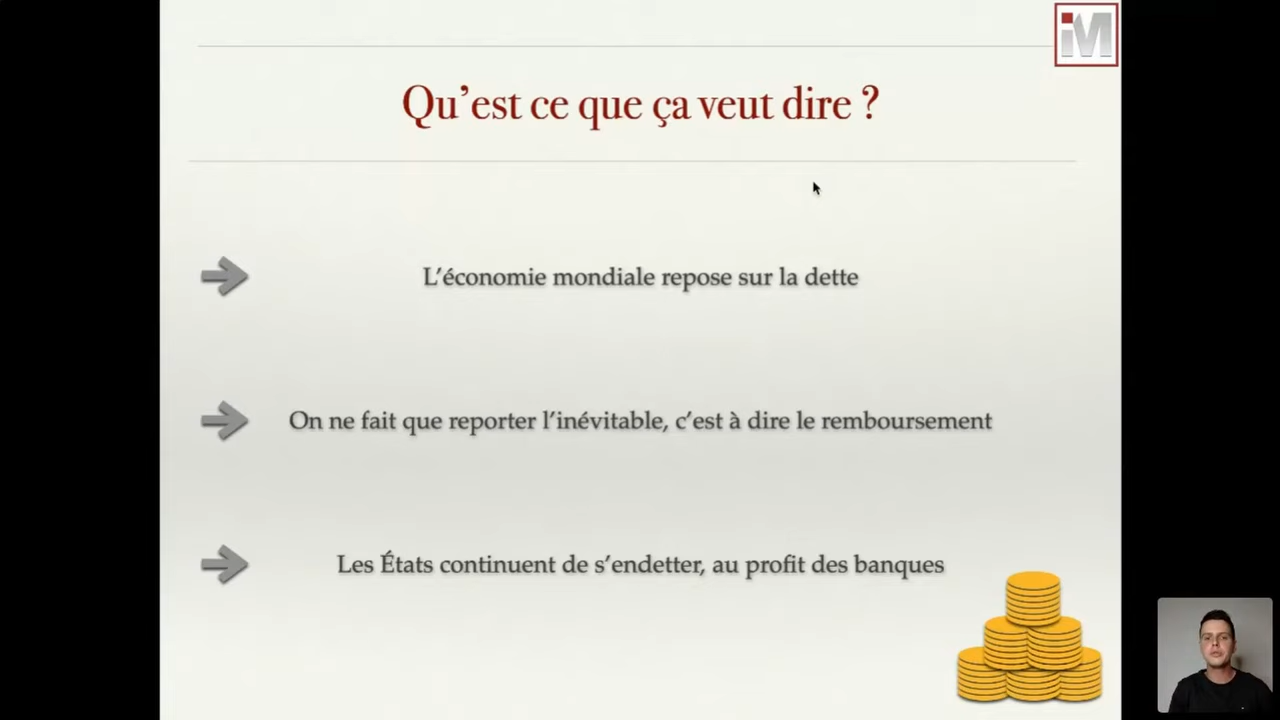 iM
Qu’est ce que ça veut dire ?
L’économie mondiale repose sur la dette
On ne fait que reporter l’inévitable, c’est à dire le remboursement
Les États continuent de s’endetter, au profit des banques